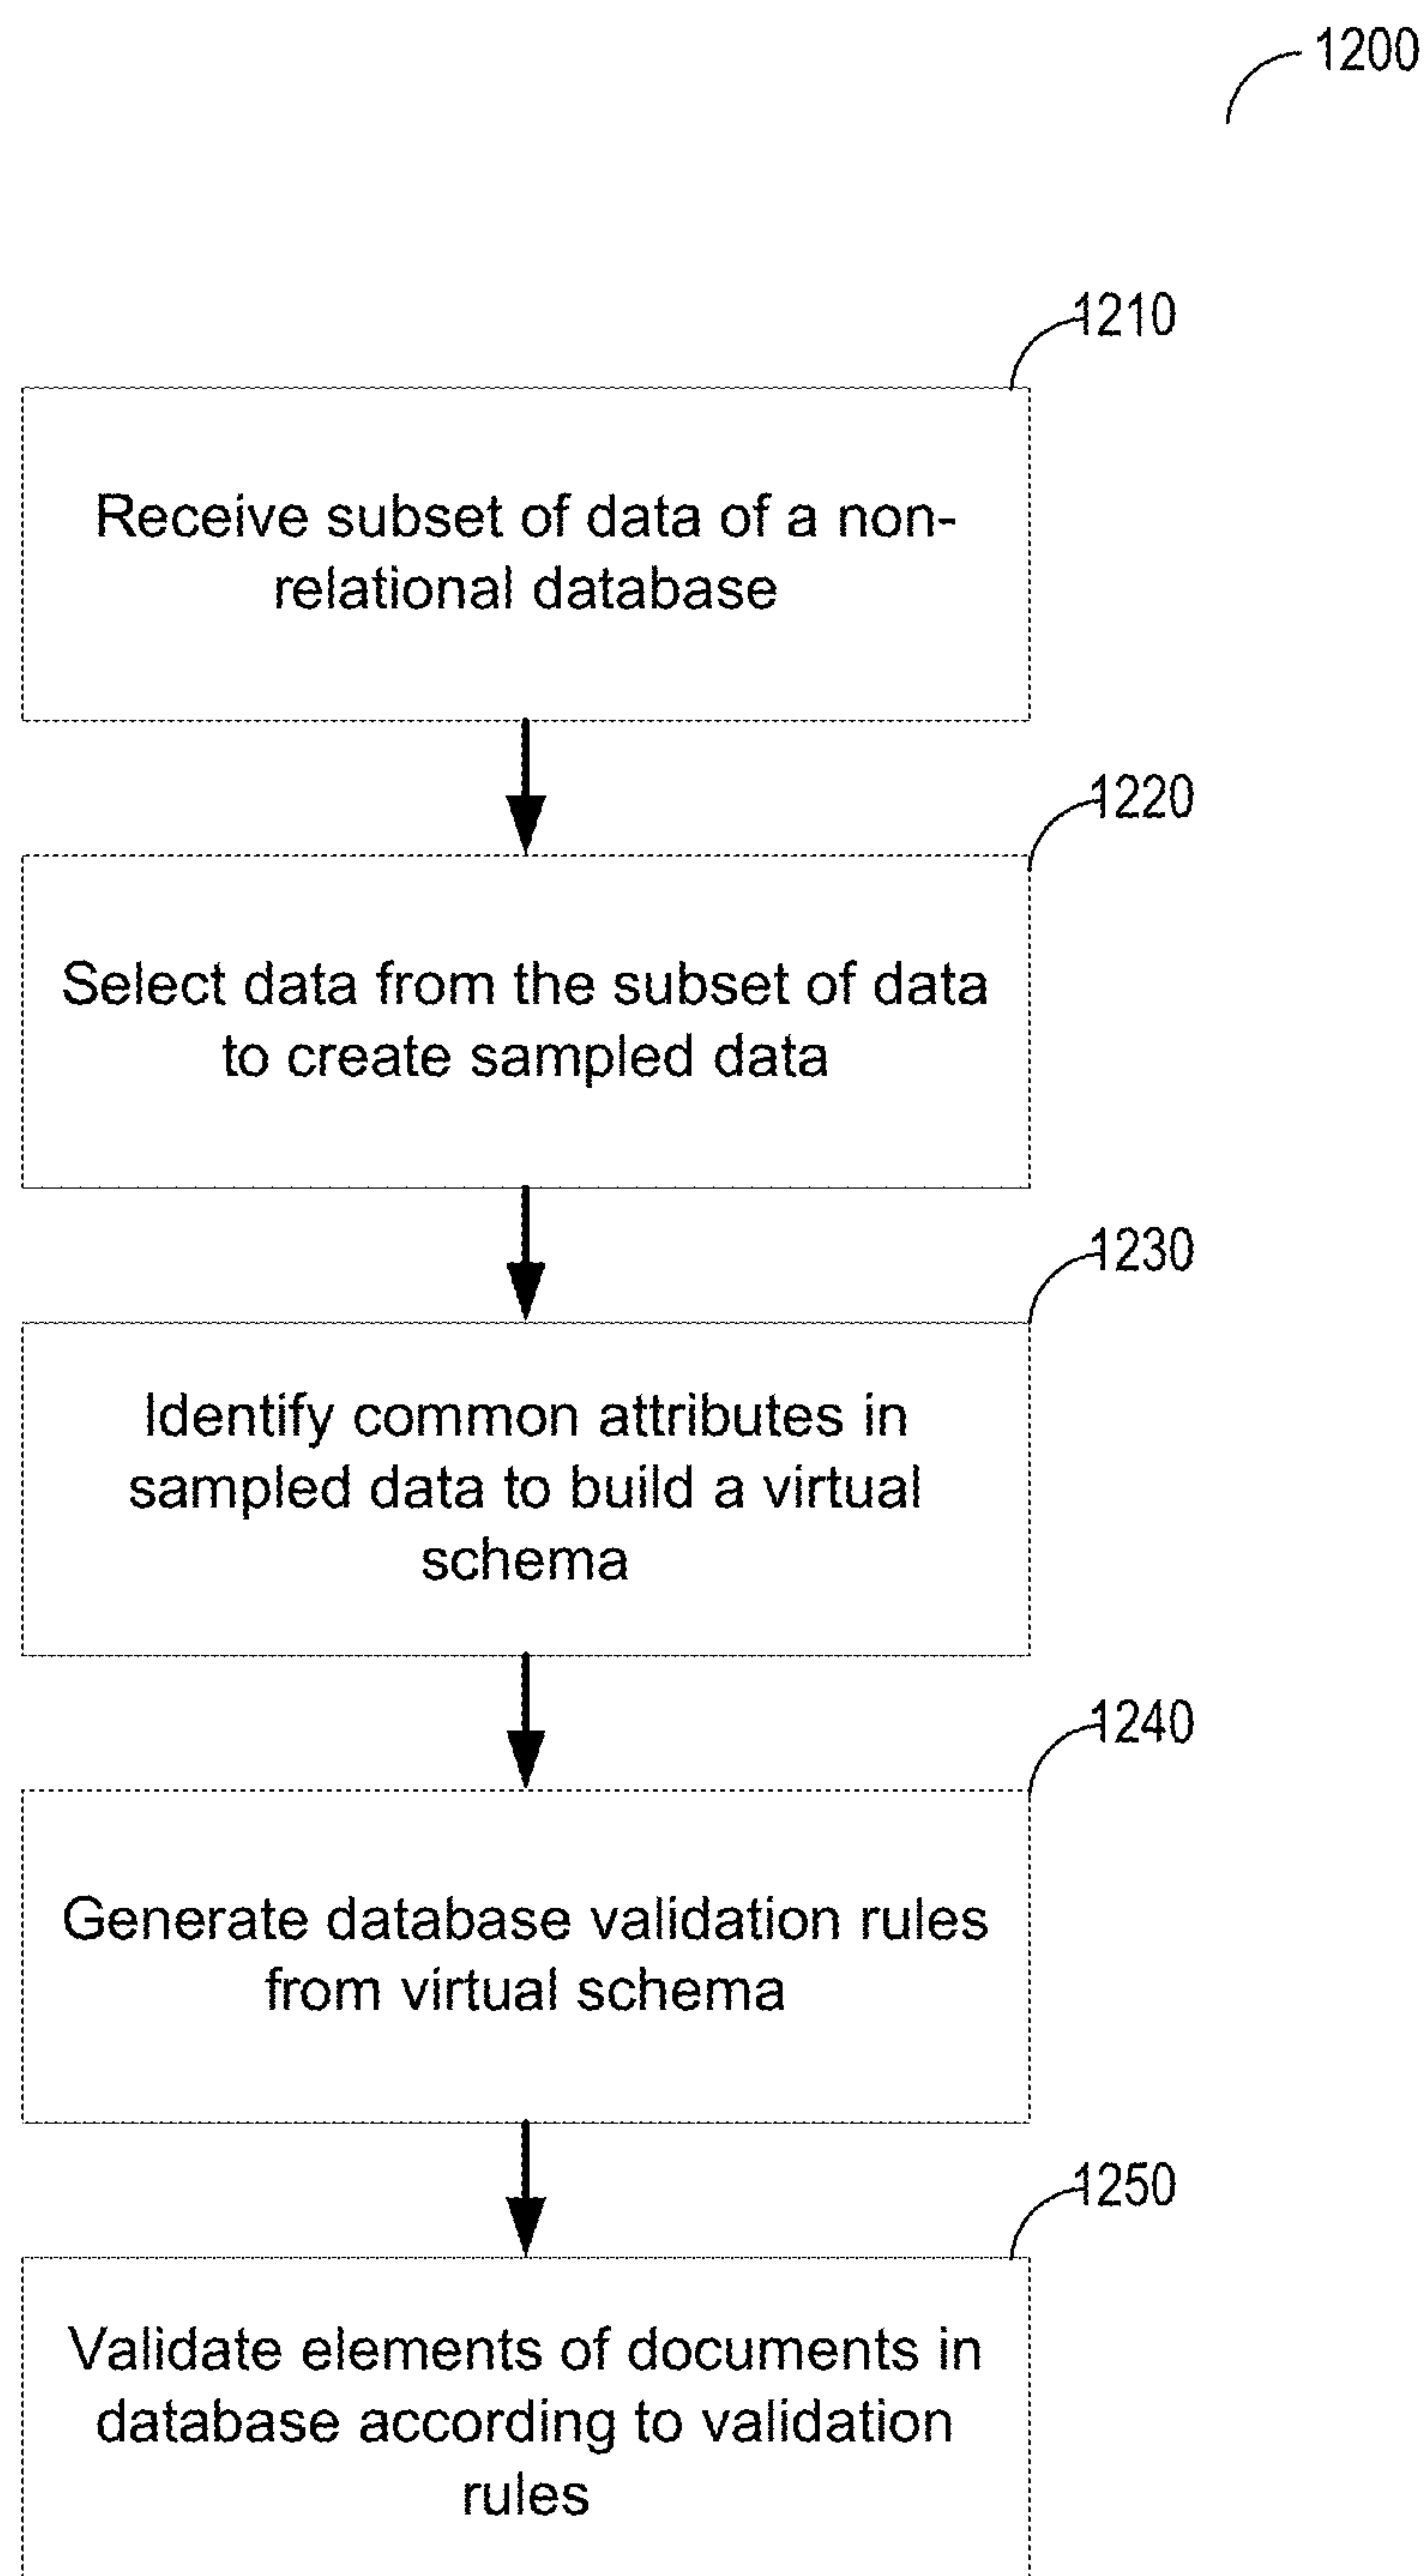 1200
1210
Receive subset of data of a non-
relational database
1220
Select data from the subset of data
to create sampled data
1230
Identify common attributes in
sampled data to build a virtual
schema
1240
Generate database validation rules
from virtual schema
1250
Validate elements of documents in
database according to validation
rules